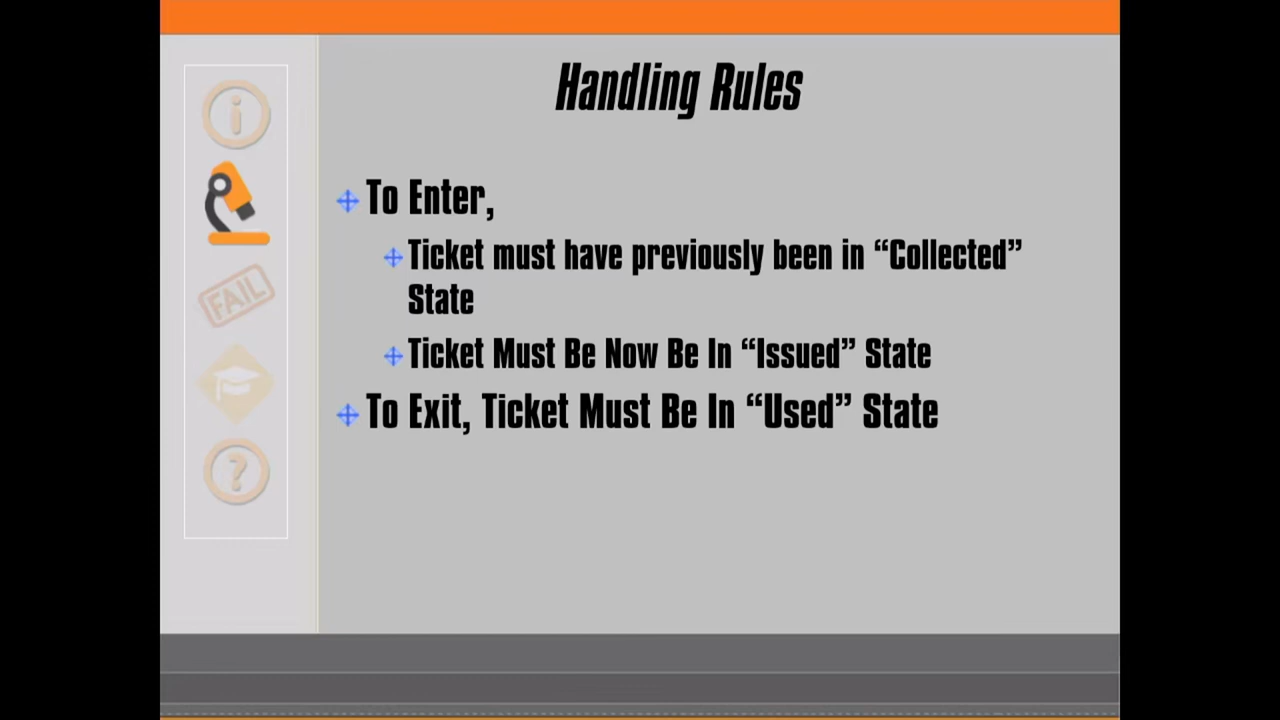 Handling Rules
To Enter,
Ticket must have previously been in “Collected”
State
Ticket Must Be Now Be In “Issued” State
To Exit, Ticket Must Be In “Used” State
i
FAIL
?